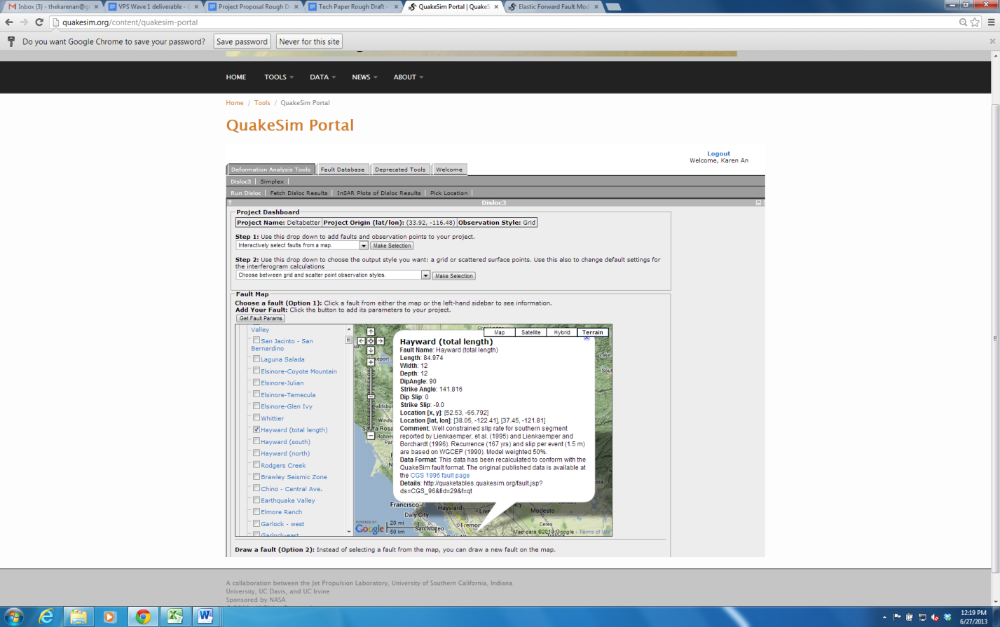 Inbox (3) - thekarenan@gr
VPS Wave 1 deliverable -
Project Proposal Rough D
Tech Paper Rough Draft -
QuakeSim Portal | QuakeS
Elastic Forward Fault Mod
quakesim.org/content/quakesim-portal
Do you want Google Chrome to save your password? Save password Never for this site
HOME TOOLS DATA NEWS ABOUT
Home / Tools / QuakeSim Portal
QuakeSim Portal
Logout
Welcome, Karen An
Deformation Analysis Tools Fault Database Deprecated Tools Welcome
Disloc3 | Simplex |
Run Disloc | Fetch Disloc Results | InSAR Plots of Disloc Results | Pick Location |
? Disloc3
Project Dashboard
Project Name: Deltabetter Project Origin (lat/lon): (33.92, -116.48) Observation Style: Grid
Step 1: Use this drop down to add faults and observation points to your project.
Interactively select faults from a map. Make Selection
Step 2: Use this drop down to choose the output style you want: a grid or scattered surface points. Use this also to change default settings for
the interferogram calculations
Choose between grid and scatter point observation styles. Make Selection
Fault Map
Choose a fault (Option 1): Click a fault from either the map or the left-hand sidebar to see information.
Add Your Fault: Click the button to add its parameters to your project.
Get Fault Params
Valley
San Jacinto - San
Bernardino
Laguna Salada
Elsinore-Coyote Mountain
Elsinore-Julian
Elsinore-Temecula
Elsinore-Glen Ivy
Whittier
Hayward (total length)
Hayward (south)
Hayward (north)
Rodgers Creek
Brawley Seismic Zone
Chino - Central Ave.
Earthquake Valley
Elmore Ranch
Garlock - west
Garlock-east
Map Satellite Hybrid Terrain
Hayward (total length)
Fault Name: Hayward (total length)
Length: 84.974
Width: 12
Depth: 12
DipAngle: 90
Strike Angle: 141.816
Dip Slip: 0
Strike Slip: -9.0
Location [x, y]: [52.53, -66.792]
Location [lat, lon]: [38.05, -122.41], [37.45, -121.81]
Comment: Well constrained slip rate for southern segment
reported by Lienkaemper, et al. (1995) and Lienkaemper and
Borchardt (1996). Recurrence (167 yrs) and slip per event (1.5 m)
are based on WGCEP (1990). Model weighted 50%.
Data Format: This data has been recalculated to conform with the
QuakeSim fault format. The original published data is available at
the CGS 1996 fault page
Details: http://quaketables.quakesim.org/fault.jsp?
ds=CGS_96&fid=29&f=qt
Santa Rosa
Francisco
Hayward
Daly City
Modesto
Fremon
San Mateo
Ceres
POWERED BY
Google
20 mi
50 km
Map data ©2013 Google - Terms of Use
Draw a fault (Option 2): Instead of selecting a fault from the map, you can draw a new fault on the map.
A collaboration between the Jet Propulsion Laboratory, University of Southern California, Indiana
University, UC Davis, and UC Irvine
Sponsored by NASA
12:19 PM
6/27/2013